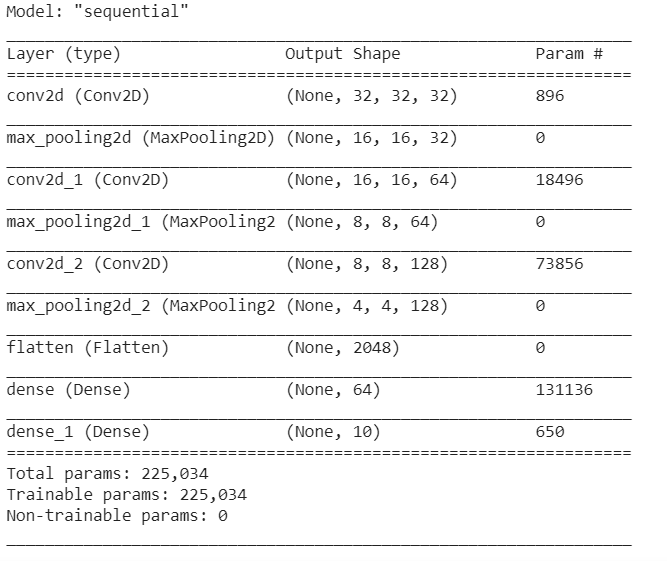 Model: "sequential"
Layer (type) Output Shape Param #
conv2d (Conv2D) (None, 32, 32, 32) 896
max_pooling2d (MaxPooling2D) (None, 16, 16, 32) 0
conv2d_1 (Conv2D) (None, 16, 16, 64) 18496
max_pooling2d_1 (MaxPooling2 (None, 8, 8, 64) 0
conv2d_2 (Conv2D) (None, 8, 8, 128) 73856
max_pooling2d_2 (MaxPooling2 (None, 4, 4, 128) 0
flatten (Flatten) (None, 2048) 0
dense (Dense) (None, 64) 131136
dense_1 (Dense) (None, 10) 650
Total params: 225,034
Trainable params: 225,034
Non-trainable params: 0